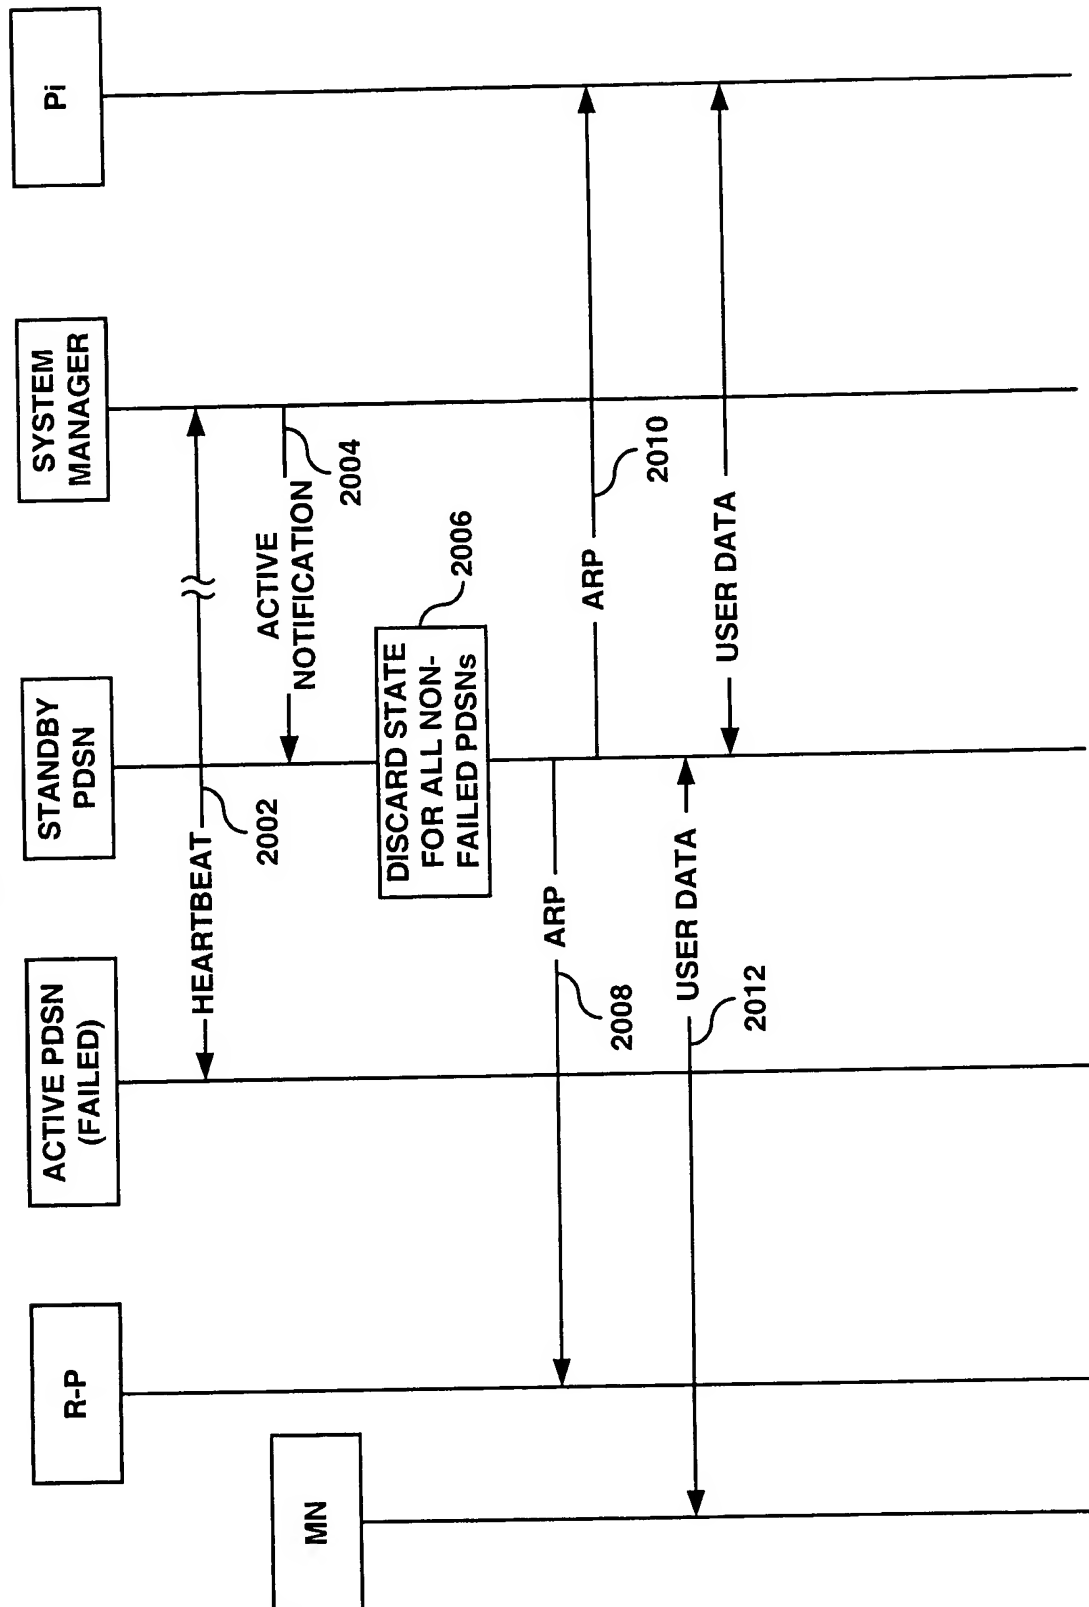 MN
R-P
ACTIVE PDSN
(FAILED)
STANDBY
PDSN
SYSTEM
MANAGER
Pi
HEARTBEAT
2002
ACTIVE
NOTIFICATION
2004
DISCARD STATE
FOR ALL NON-
FAILED PDSNs
2006
ARP
2008
ARP
2010
USER DATA
2012
USER DATA